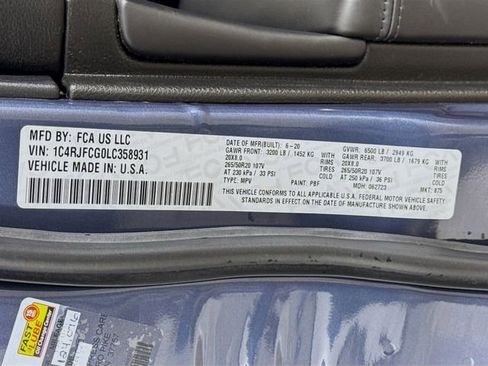 MFD BY: FCA US LLC
VIN: 1C4RJFCG0LC358931
VEHICLE MADE IN: U.S.A.
DATE OF MFR(BUILT): 6-20
GAWR FRONT: 3200 LB | 1452 KG WITH
20X8.0 RIMS
265/50R20 107V
AT 230 kPa / 33 PSI COLD
TYPE: MPV PAINT: PBF
GVWR: 6500 LB / 2949 KG
GAWR REAR: 3700 LB | 1679 KG WITH
20X8.0 RIMS
265/50R20 107V
AT 250 kPa / 36 PSI COLD
MDH: 062723 MKT: 875
THIS VEHICLE CONFORMS TO ALL APPLICABLE U.S.A. FEDERAL MOTOR VEHICLE SAFETY
STANDARDS IN EFFECT ON THE DATE OF MANUFACTURE SHOWN ABOVE.
FAST
LUBE